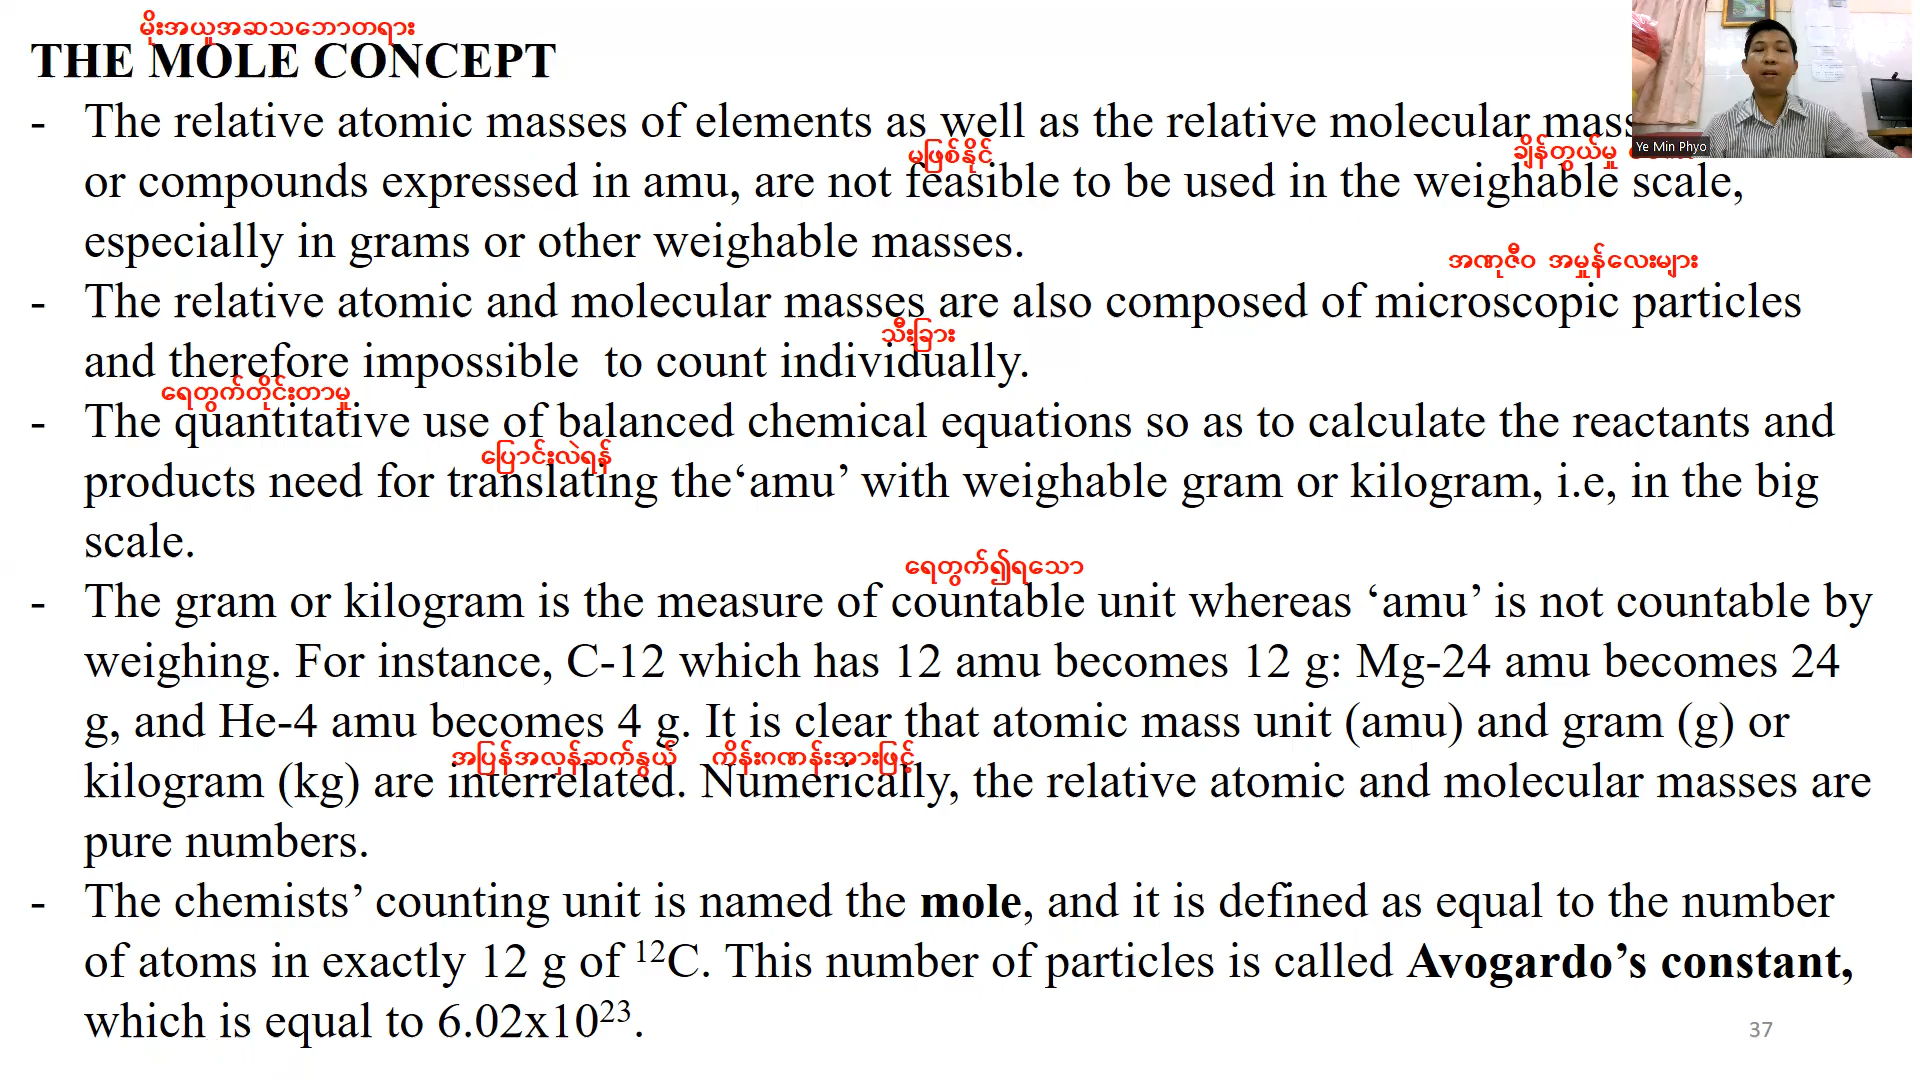 မိုးအယူအဆသဘောတရား
THE MOLE CONCEPT
- The relative atomic masses of elements as well as the relative molecular mass
မဖြစ်နိုင် ချိန်တွယ်မှု
Ye Min Phyo
or compounds expressed in amu, are not feasible to be used in the weighable scale,
especially in grams or other weighable masses.
အဏုဇီဝ အမှုန်လေးများ
- The relative atomic and molecular masses are also composed of microscopic particles
သီးခြား
and therefore impossible to count individually.
ရေတွက်တိုင်းတာမှု
- The quantitative use of balanced chemical equations so as to calculate the reactants and
ပြောင်းလဲရန်
products need for translating the‘amu’ with weighable gram or kilogram, i.e, in the big
scale.
ရေတွက်၍ရသော
- The gram or kilogram is the measure of countable unit whereas ‘amu’ is not countable by
weighing. For instance, C-12 which has 12 amu becomes 12 g: Mg-24 amu becomes 24
g, and He-4 amu becomes 4 g. It is clear that atomic mass unit (amu) and gram (g) or
အပြန်အလှန်ဆက်နွယ် ကိန်းဂဏန်းအားဖြင့်
kilogram (kg) are interrelated. Numerically, the relative atomic and molecular masses are
pure numbers.
- The chemists’ counting unit is named the mole, and it is defined as equal to the number
of atoms in exactly 12 g of ¹²C. This number of particles is called Avogardo’s constant,
which is equal to 6.02x10²³.
37